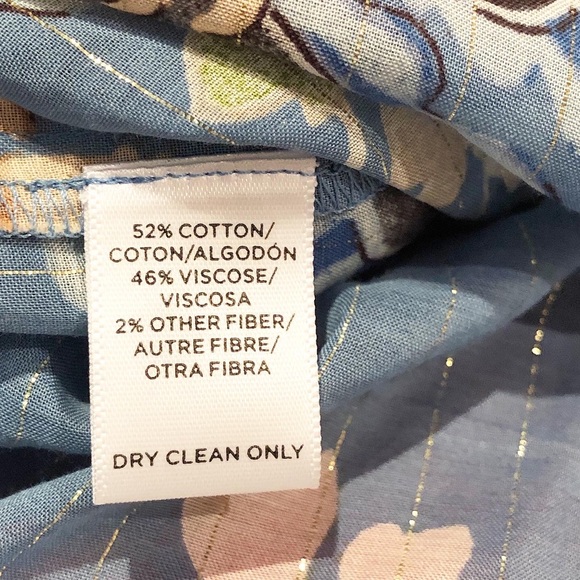 52% COTTON/
COTON/ALGODÓN
46% VISCOSE/
VISCOSA
2% OTHER FIBER/
AUTRE FIBRE/
OTRA FIBRA
DRY CLEAN ONLY